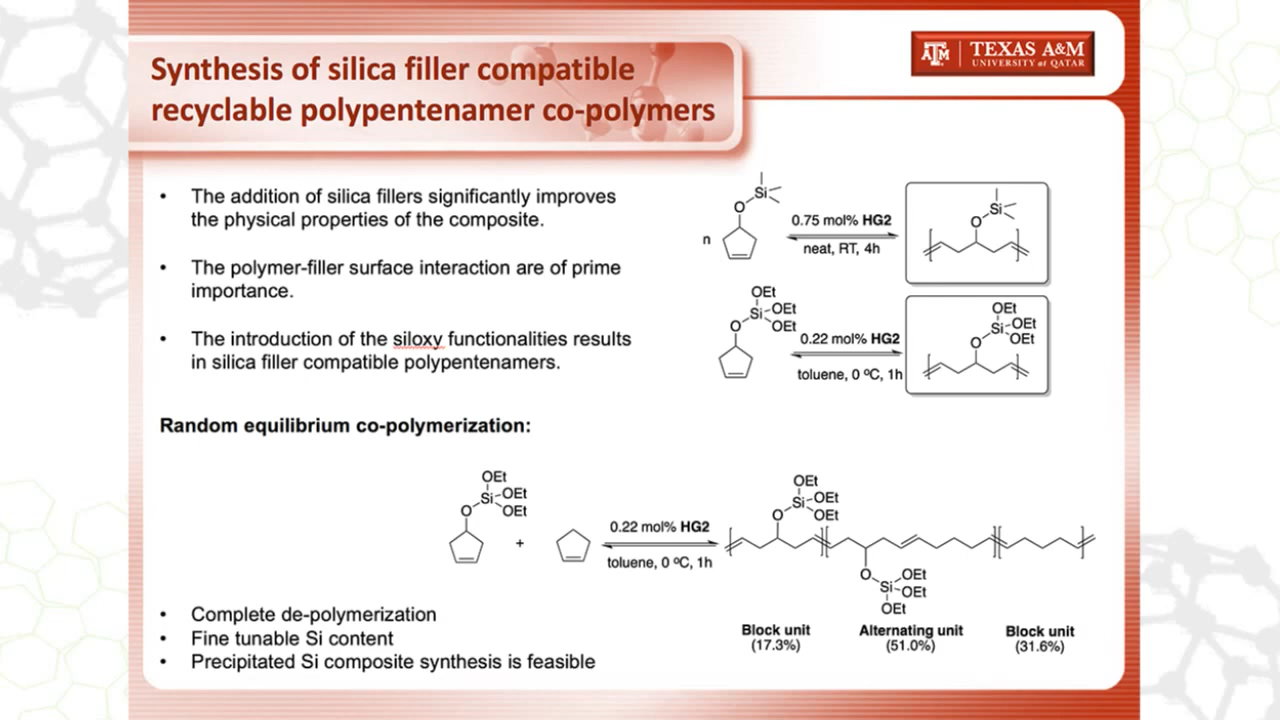 Synthesis of silica filler compatible
recyclable polypentenamer co-polymers
ATM
TEXAS A&M
UNIVERSITY at QATAR
• The addition of silica fillers significantly improves
the physical properties of the composite.
• The polymer-filler surface interaction are of prime
importance.
• The introduction of the siloxy functionalities results
in silica filler compatible polypentenamers.
Si
O
n
0.75 mol% HG2
neat, RT, 4h
Si
O
OEt
Si OEt
O OEt
0.22 mol% HG2
toluene, 0 ºC, 1h
OEt
Si OEt
O OEt
Random equilibrium co-polymerization:
OEt
Si OEt
O OEt
+
0.22 mol% HG2
toluene, 0 ºC, 1h
OEt
Si OEt
O OEt
O OEt
Si OEt
OEt
Block unit
(17.3%)
Alternating unit
(51.0%)
Block unit
(31.6%)
• Complete de-polymerization
• Fine tunable Si content
• Precipitated Si composite synthesis is feasible